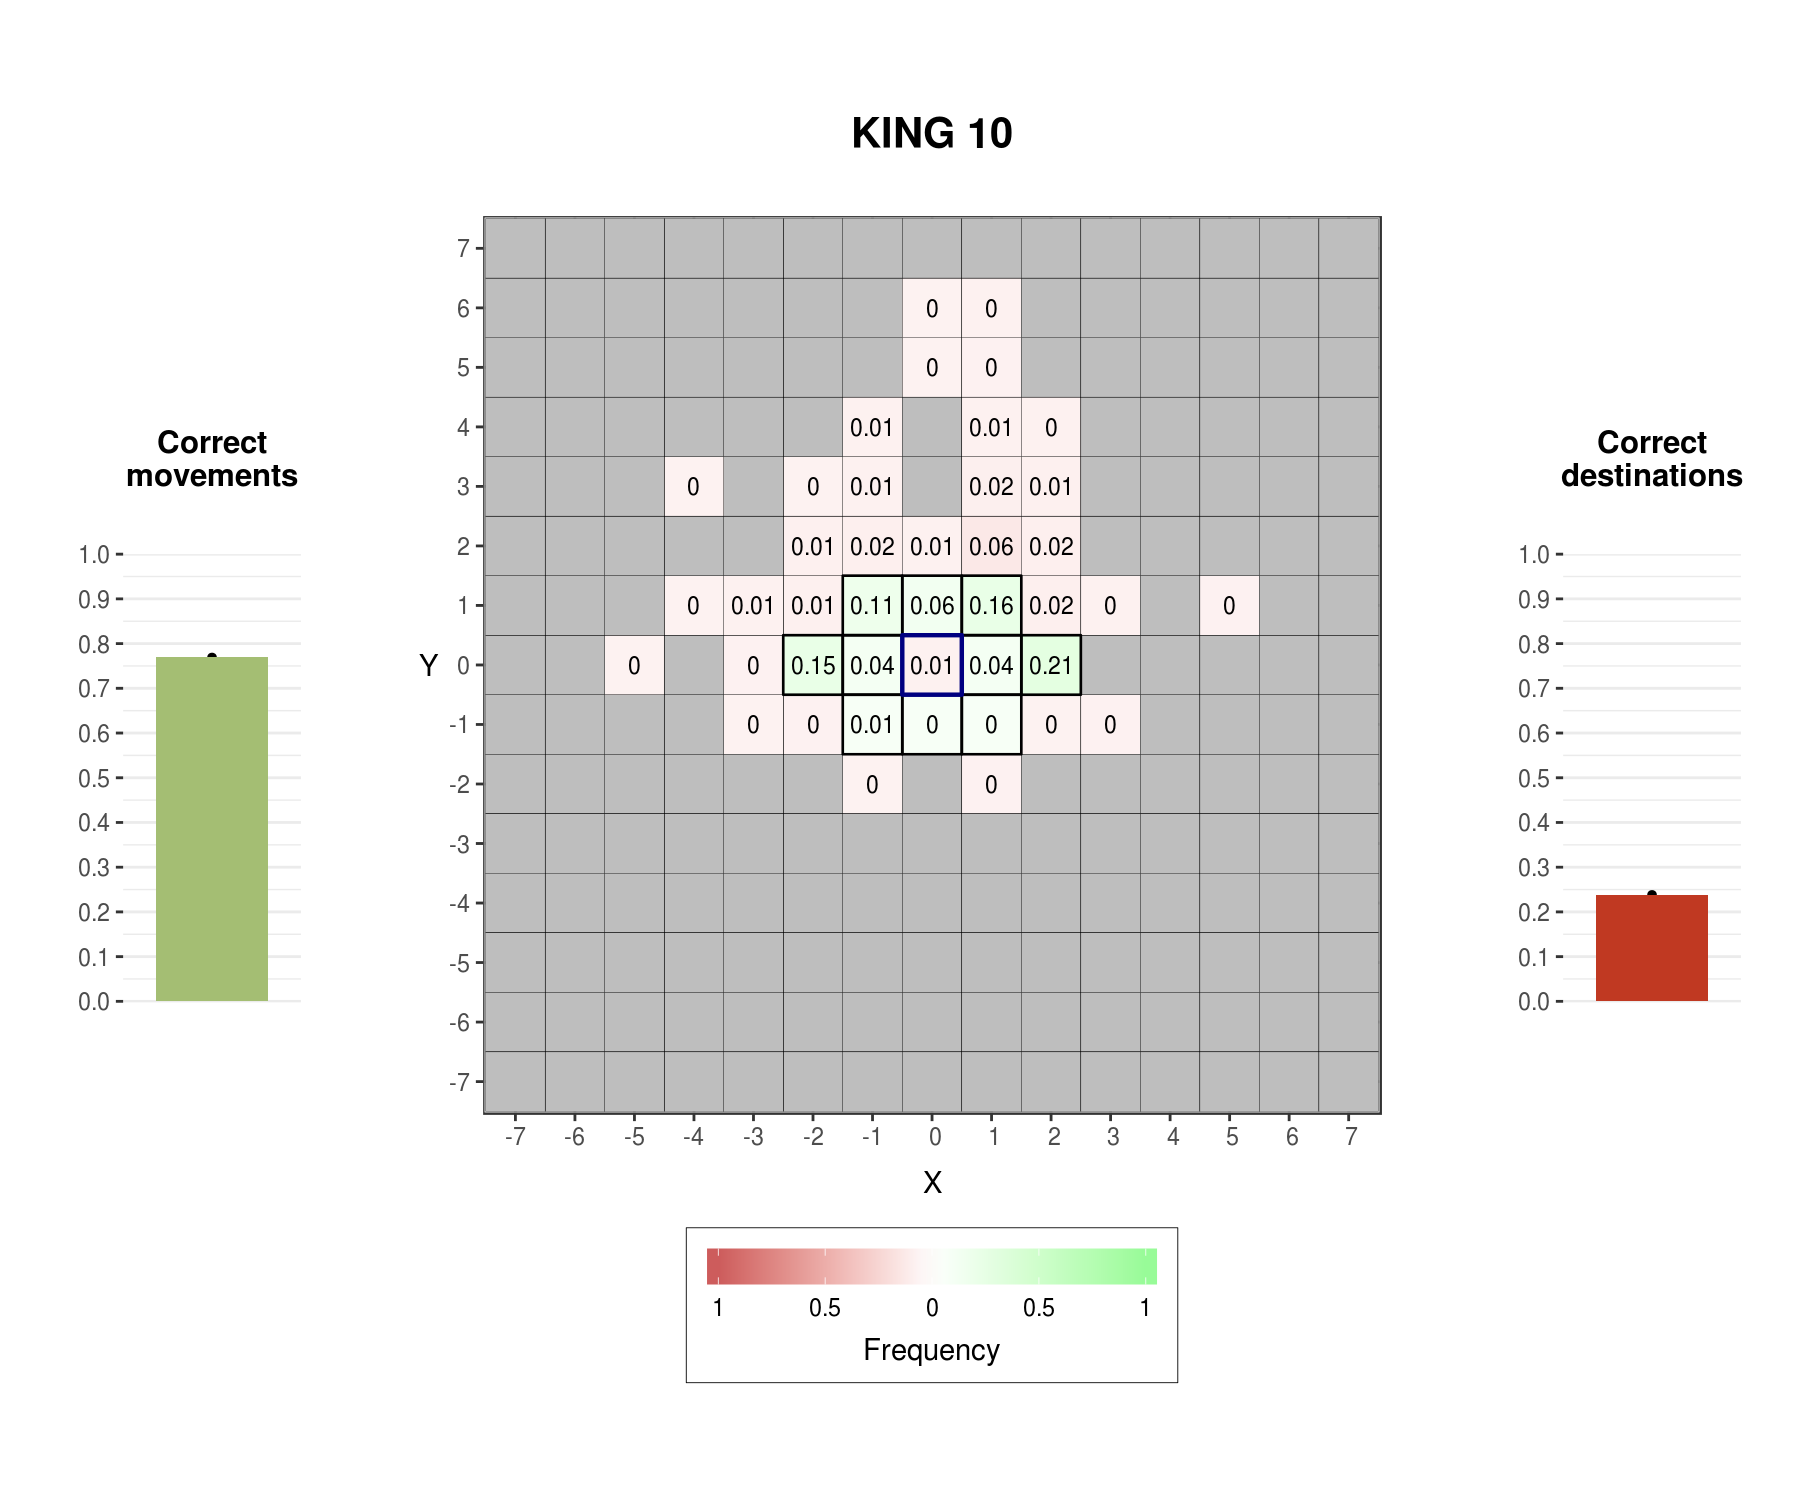 KING 10
Correct
movements
1.0
0.9
0.8
0.7
0.6
0.5
0.4
0.3
0.2
0.1
0.0
Y
7
6 0 0
5 0 0
4 0.01 0.01 0
3 0 0 0.01 0.02 0.01
2 0.01 0.02 0.01 0.06 0.02
1 0 0.01 0.01 0.11 0.06 0.16 0.02 0 0
0 0 0 0.15 0.04 0.01 0.04 0.21
-1 0 0 0.01 0 0 0 0
-2 0 0
-3
-4
-5
-6
-7
-7 -6 -5 -4 -3 -2 -1 0 1 2 3 4 5 6 7
X
1 0.5 0 0.5 1
Frequency
Correct
destinations
1.0
0.9
0.8
0.7
0.6
0.5
0.4
0.3
0.2
0.1
0.0